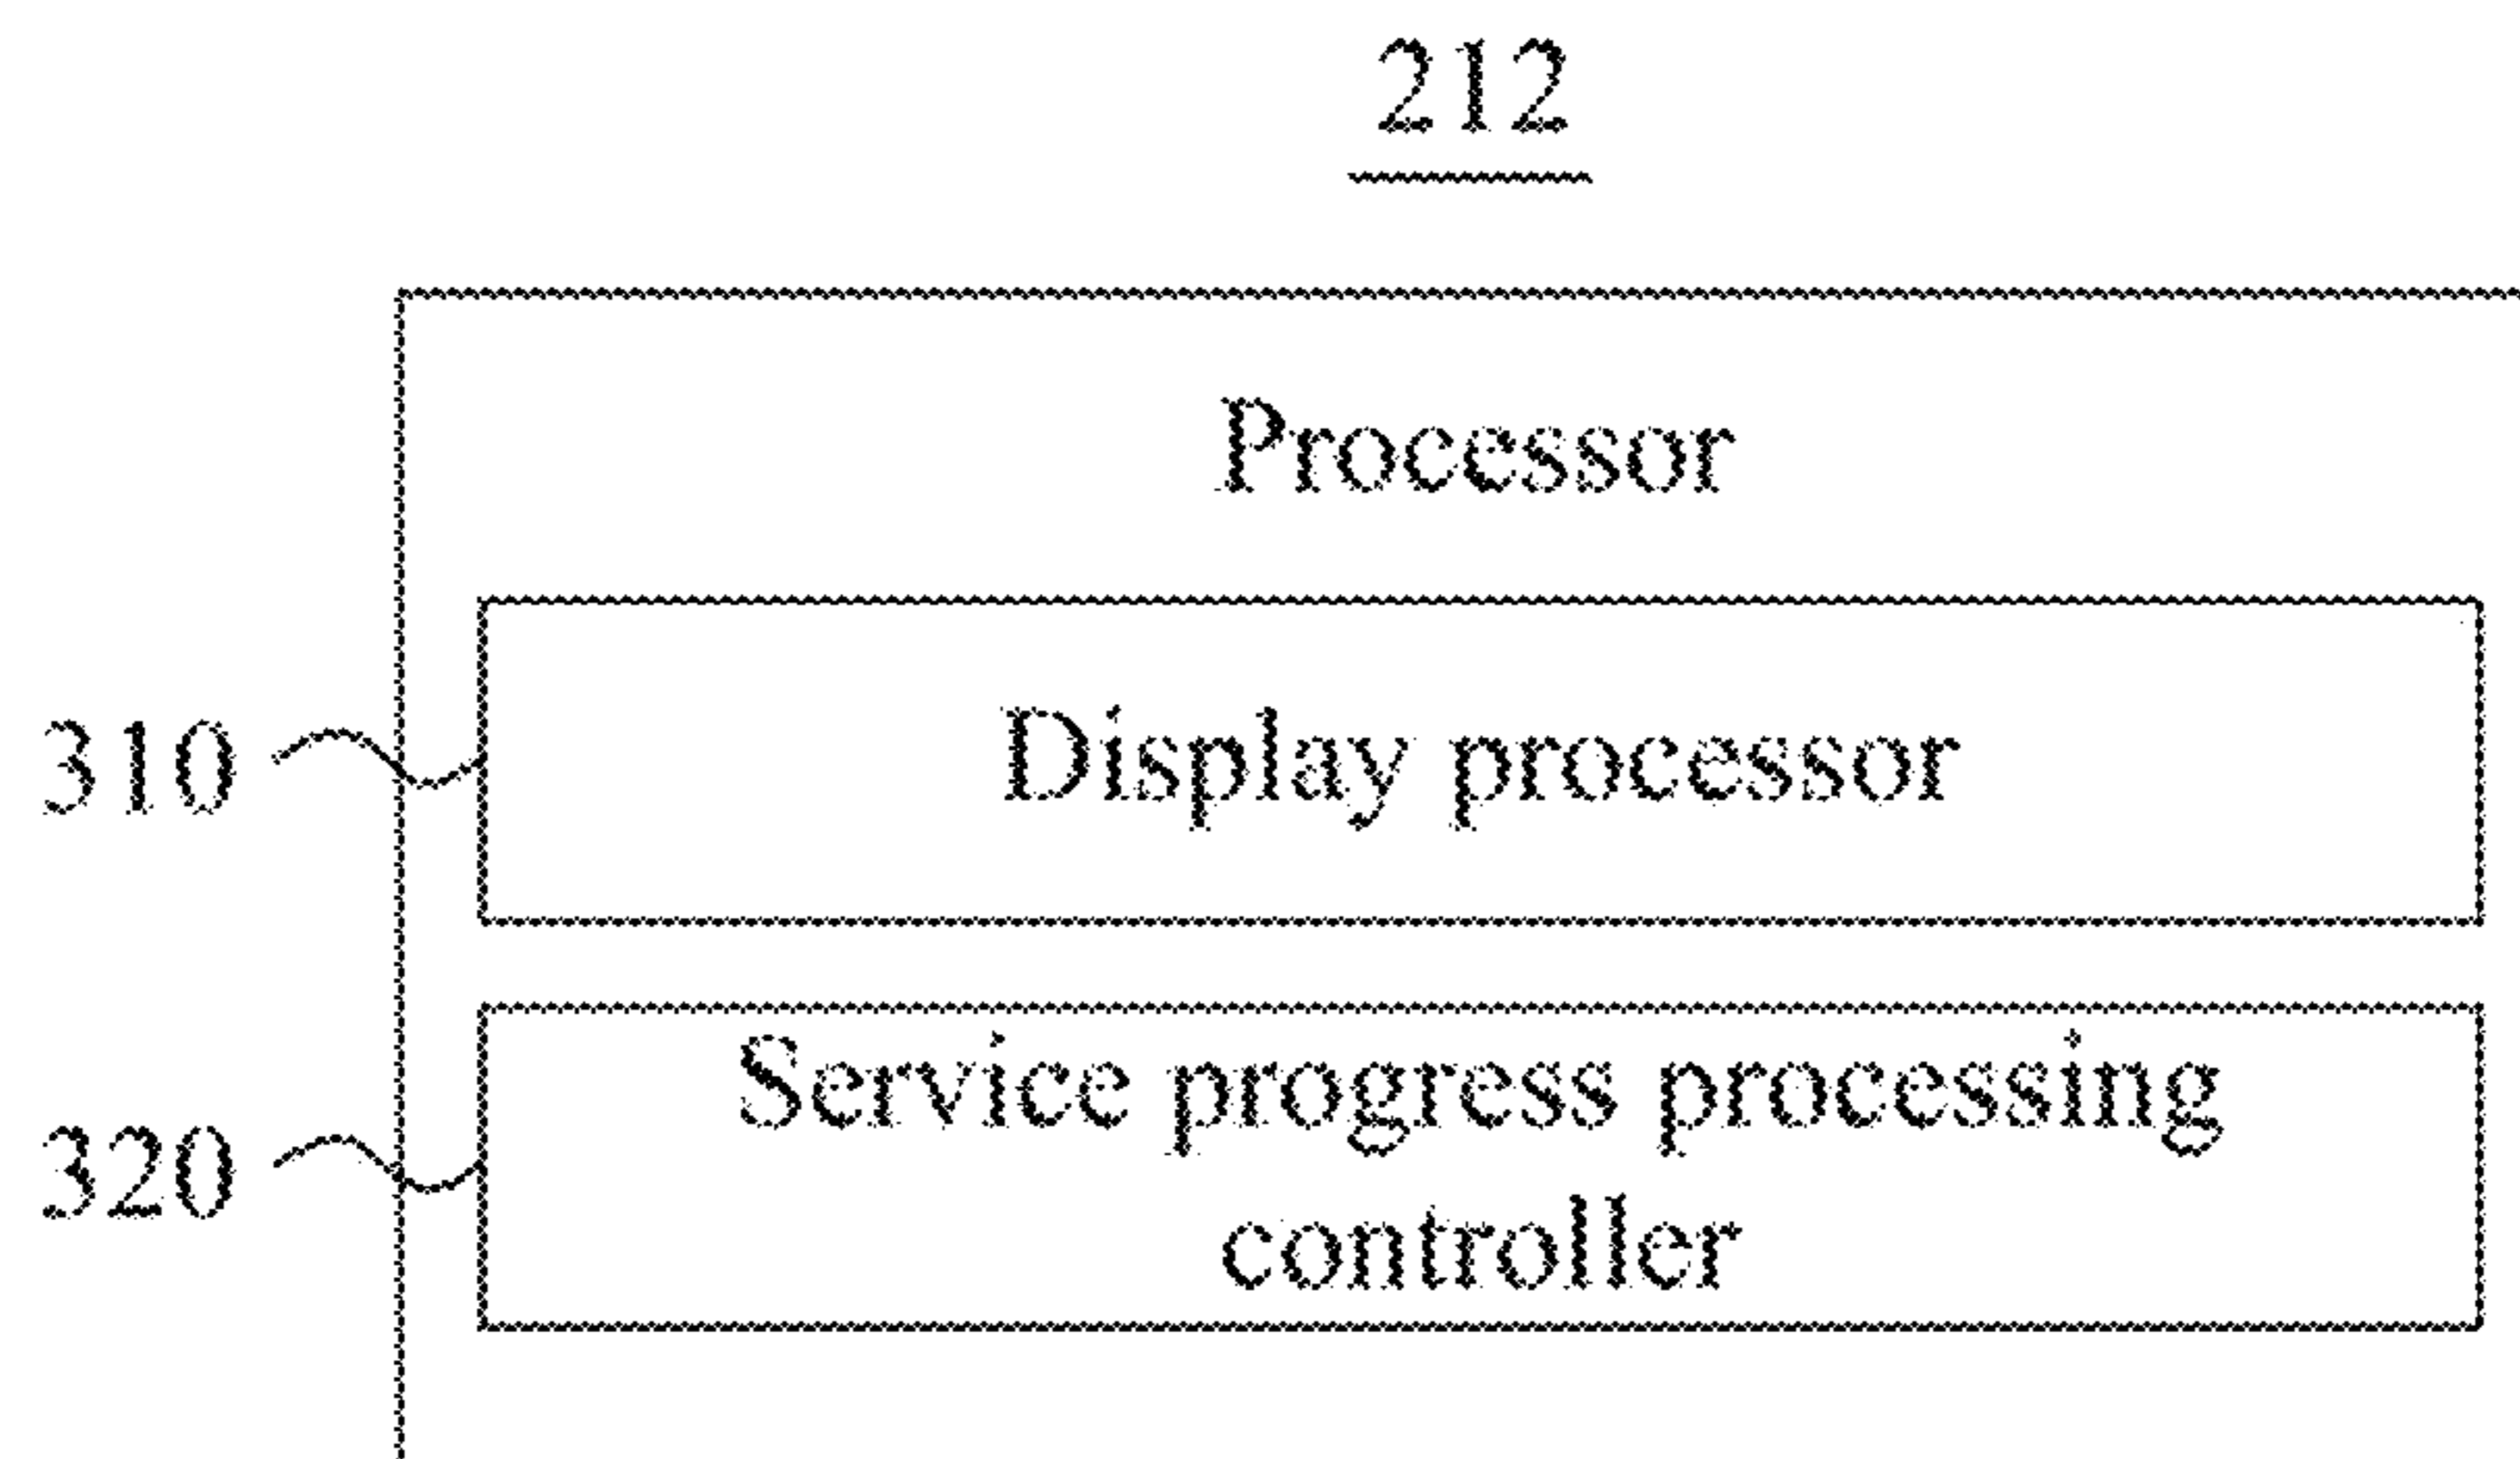 212
Processor
310
Display processor
320
Service progress processing
controller